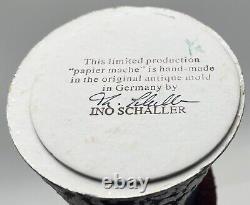 This limited production
"papier mache" is hand-made
in the original antique mold
in Germany by
INO SCHALLER